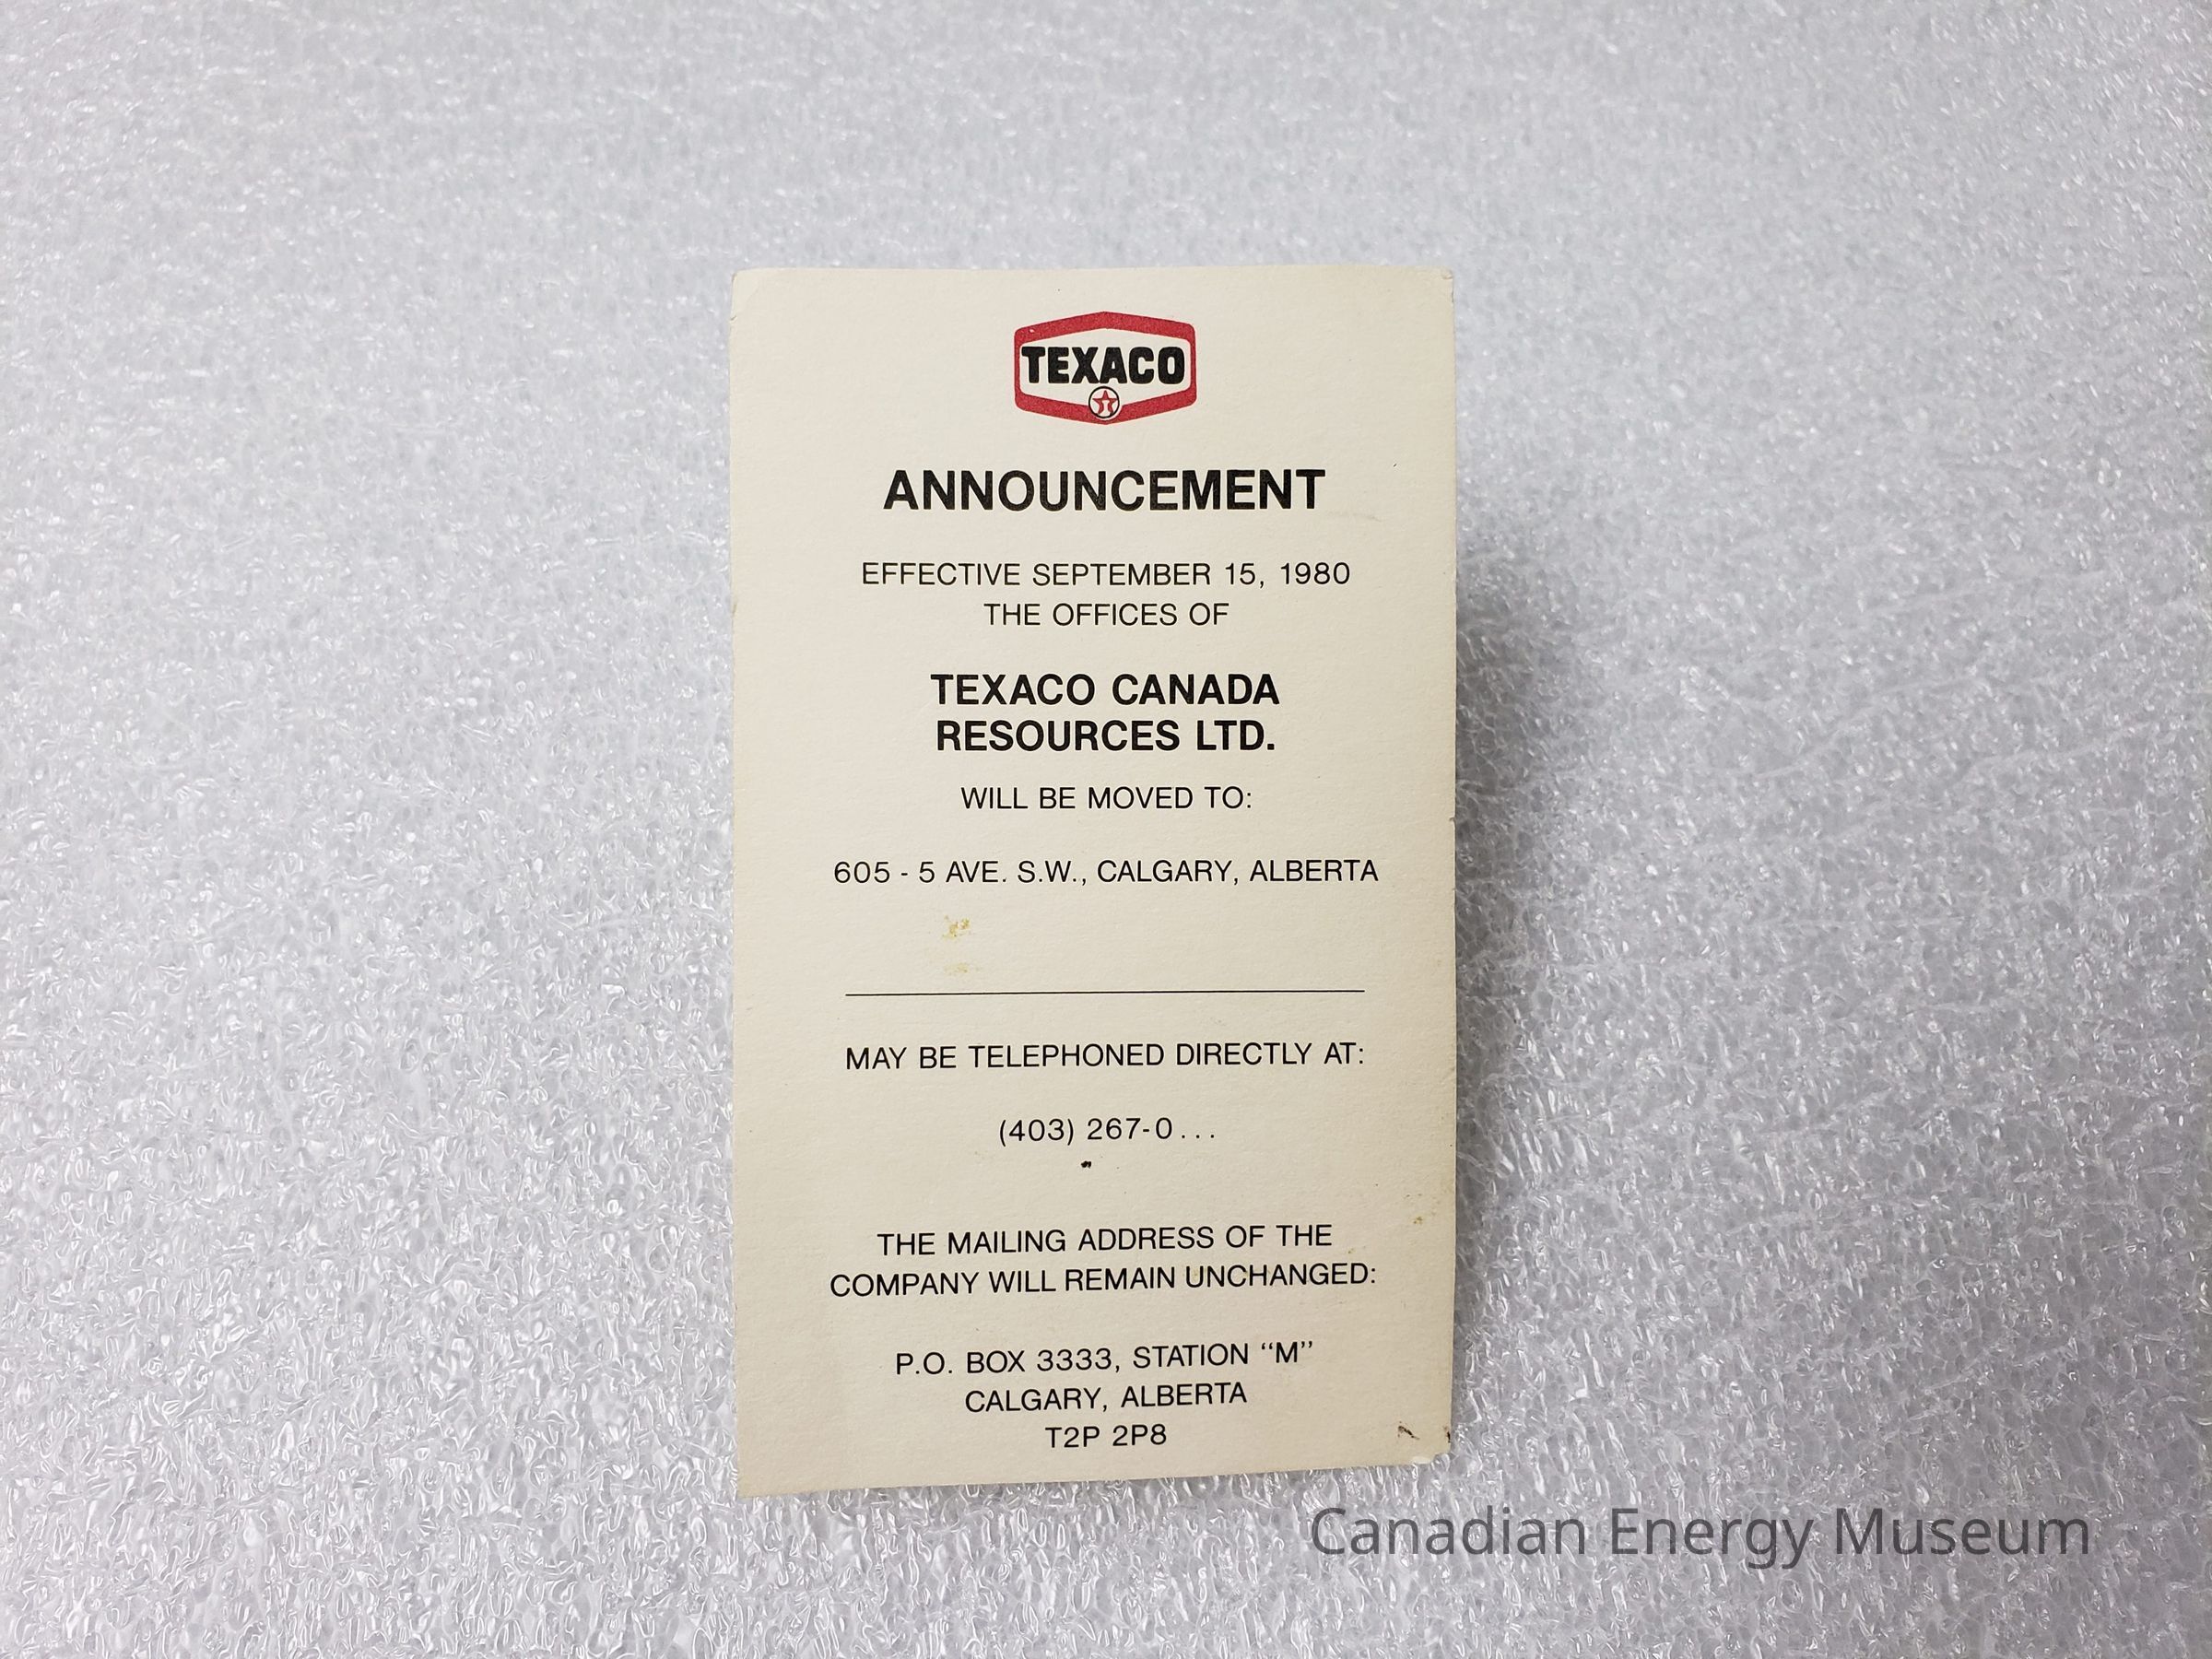 TEXACO
T
ANNOUNCEMENT
EFFECTIVE SEPTEMBER 15, 1980
THE OFFICES OF
TEXACO CANADA
RESOURCES LTD.
WILL BE MOVED TO:
605 - 5 AVE. S.W., CALGARY, ALBERTA
MAY BE TELEPHONED DIRECTLY AT:
(403) 267-0...
THE MAILING ADDRESS OF THE
COMPANY WILL REMAIN UNCHANGED:
P.O. BOX 3333, STATION "M"
CALGARY, ALBERTA
T2P 2P8
Canadian Energy Museum